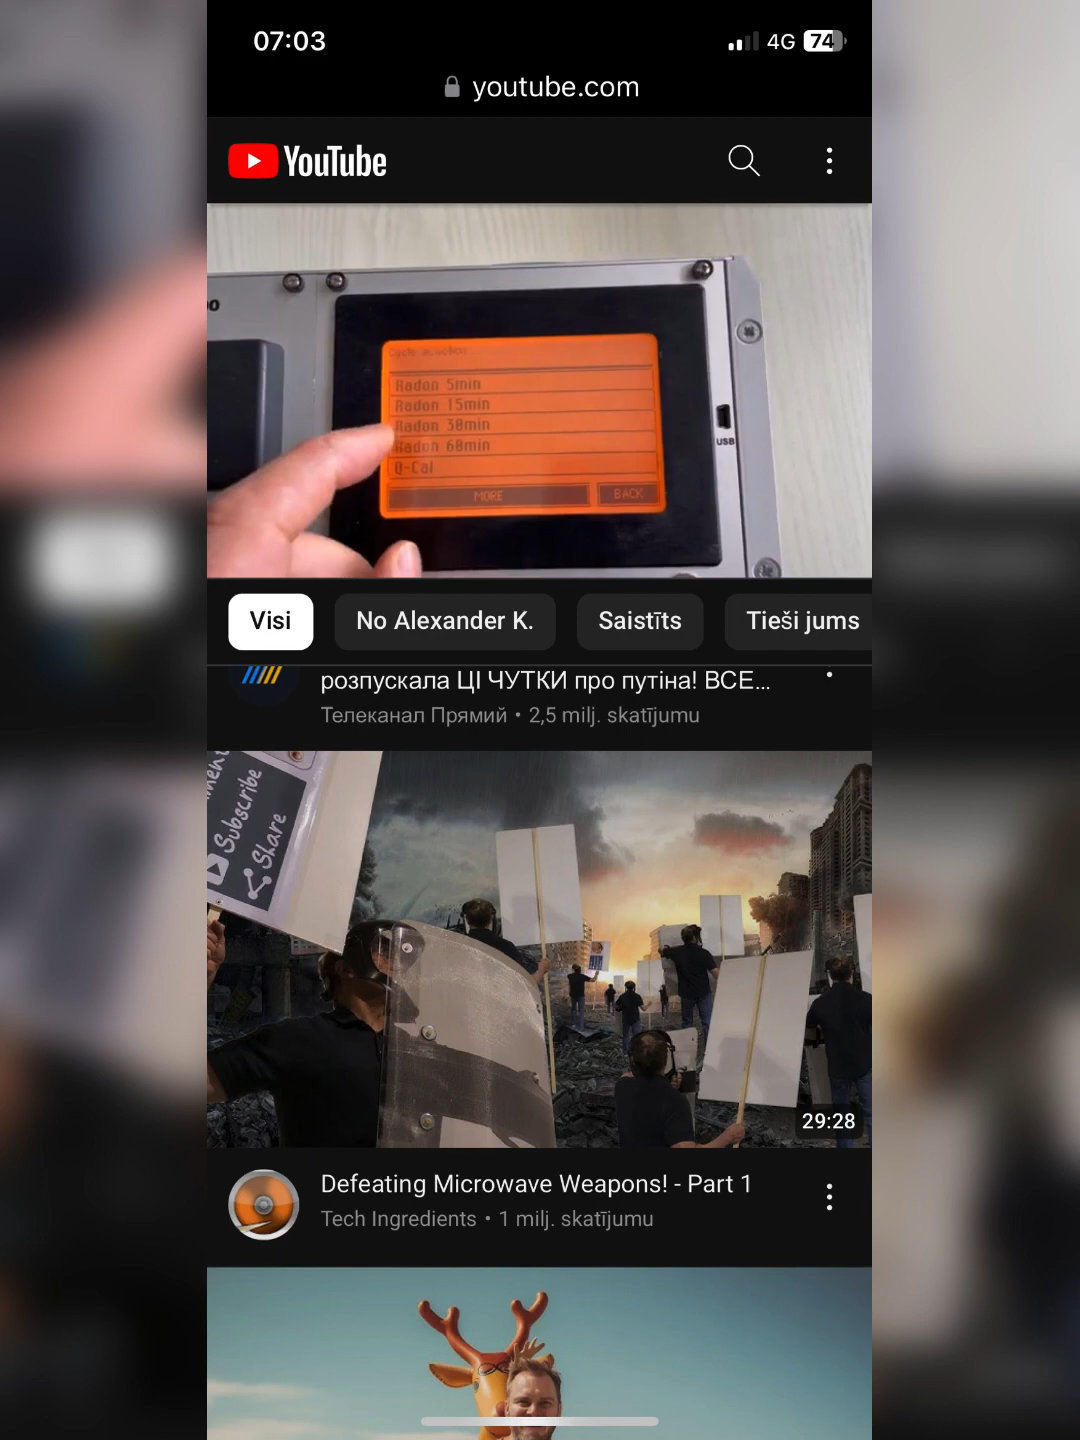 07:03
4G 74
youtube.com
YouTube
Radon 5min
Radon 15min
Radon 30min
Radon 60min
Q-Cal
MORE
BACK
USB
Visi
No Alexander K.
Saistīts
Tieši jums
розпускала ЦІ ЧУТКИ про путіна! ВСЕ...
Телеканал Прямий • 2,5 milj. skatījumu
Subscribe
Share
29:28
Defeating Microwave Weapons! - Part 1
Tech Ingredients • 1 milj. skatījumu